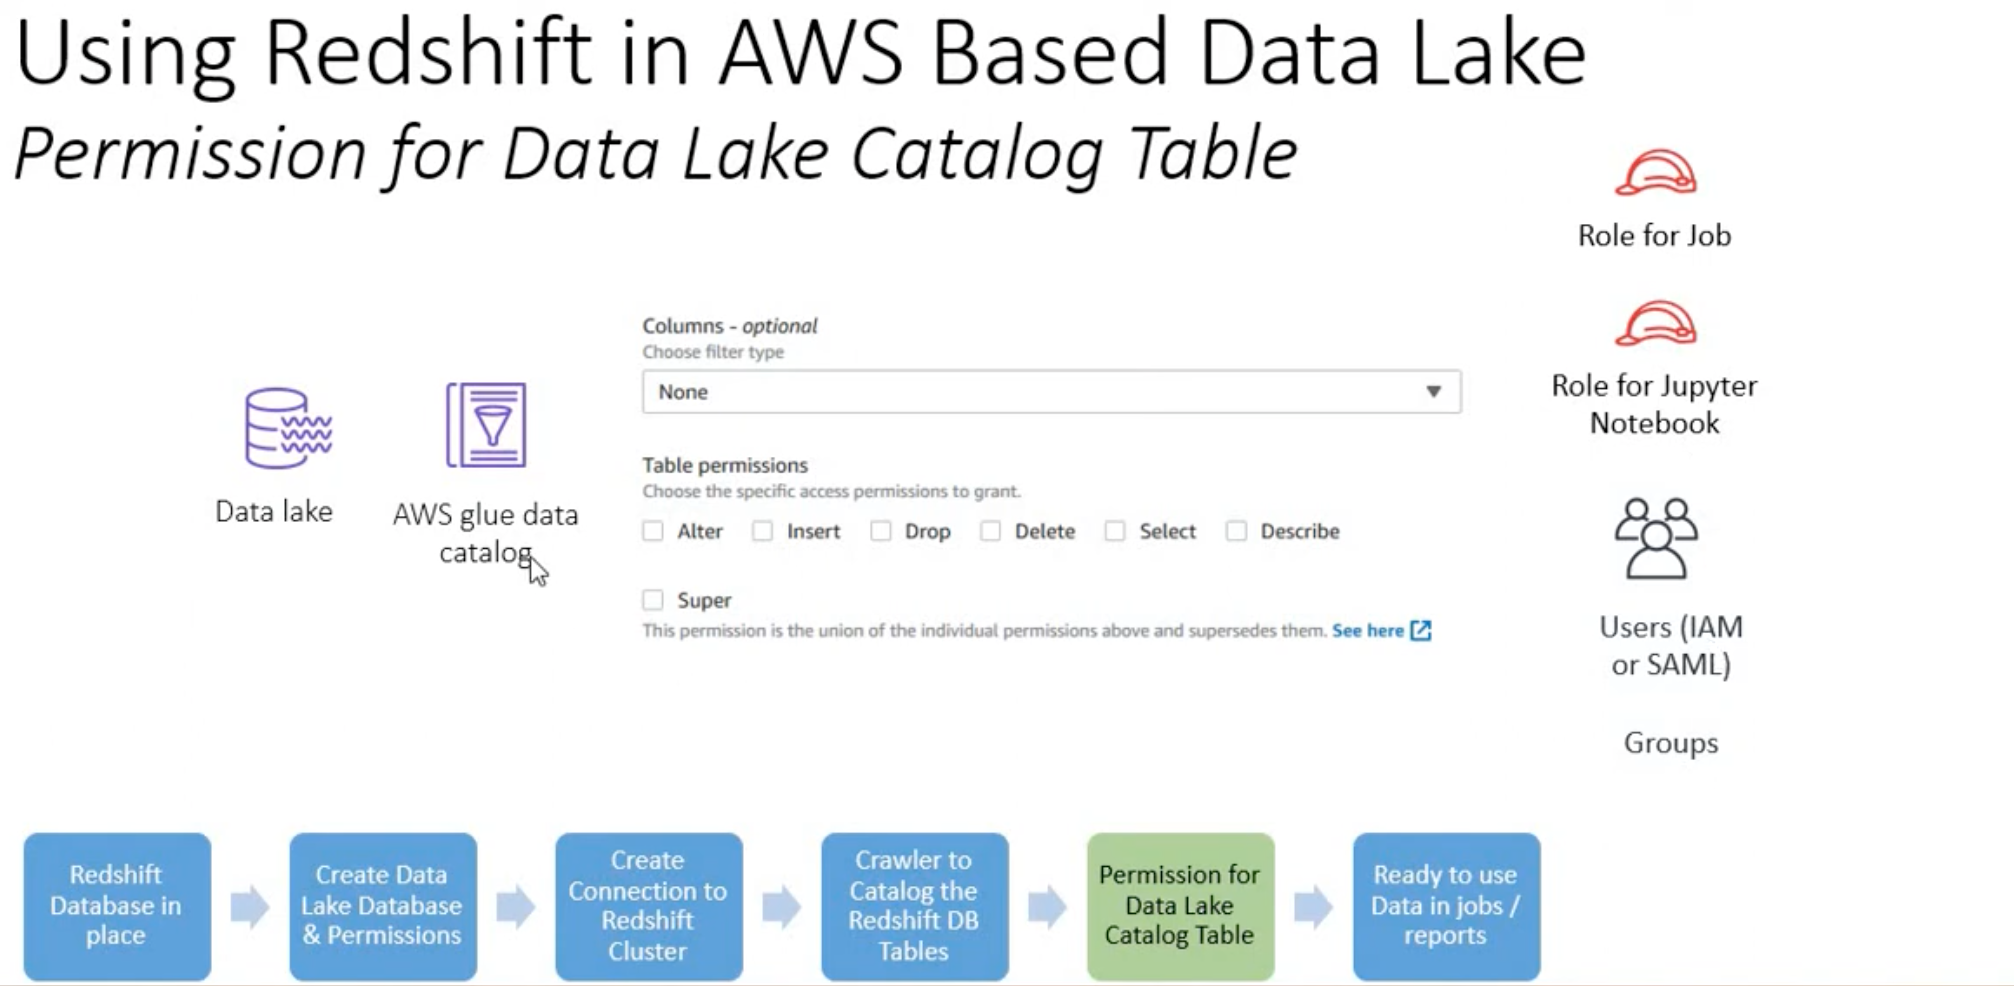 Using Redshift in AWS Based Data Lake
Permission for Data Lake Catalog Table
Role for Job
Role for Jupyter
Notebook
Users (IAM
or SAML)
Groups
Data lake
AWS glue data
catalog
Columns - optional
Choose filter type
None
Table permissions
Choose the specific access permissions to grant.
Alter Insert Drop Delete Select Describe
Super
This permission is the union of the individual permissions above and supersedes them. See here
Redshift
Database in
place
Create Data
Lake Database
& Permissions
Create
Connection to
Redshift
Cluster
Crawler to
Catalog the
Redshift DB
Tables
Permission for
Data Lake
Catalog Table
Ready to use
Data in jobs /
reports